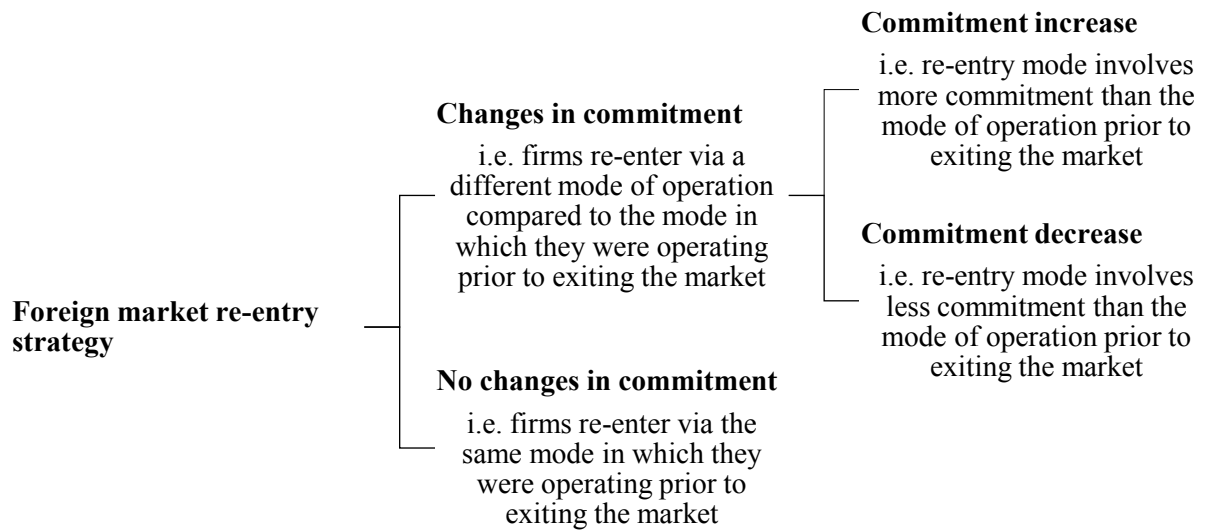 Foreign market re-entry
strategy
Changes in commitment
i.e. firms re-enter via a
different mode of operation
compared to the mode in
which they were operating
prior to exiting the market
No changes in commitment
i.e. firms re-enter via the
same mode in which they
were operating prior to
exiting the market
Commitment increase
i.e. re-entry mode involves
more commitment than the
mode of operation prior to
exiting the market
Commitment decrease
i.e. re-entry mode involves
less commitment than the
mode of operation prior to
exiting the market